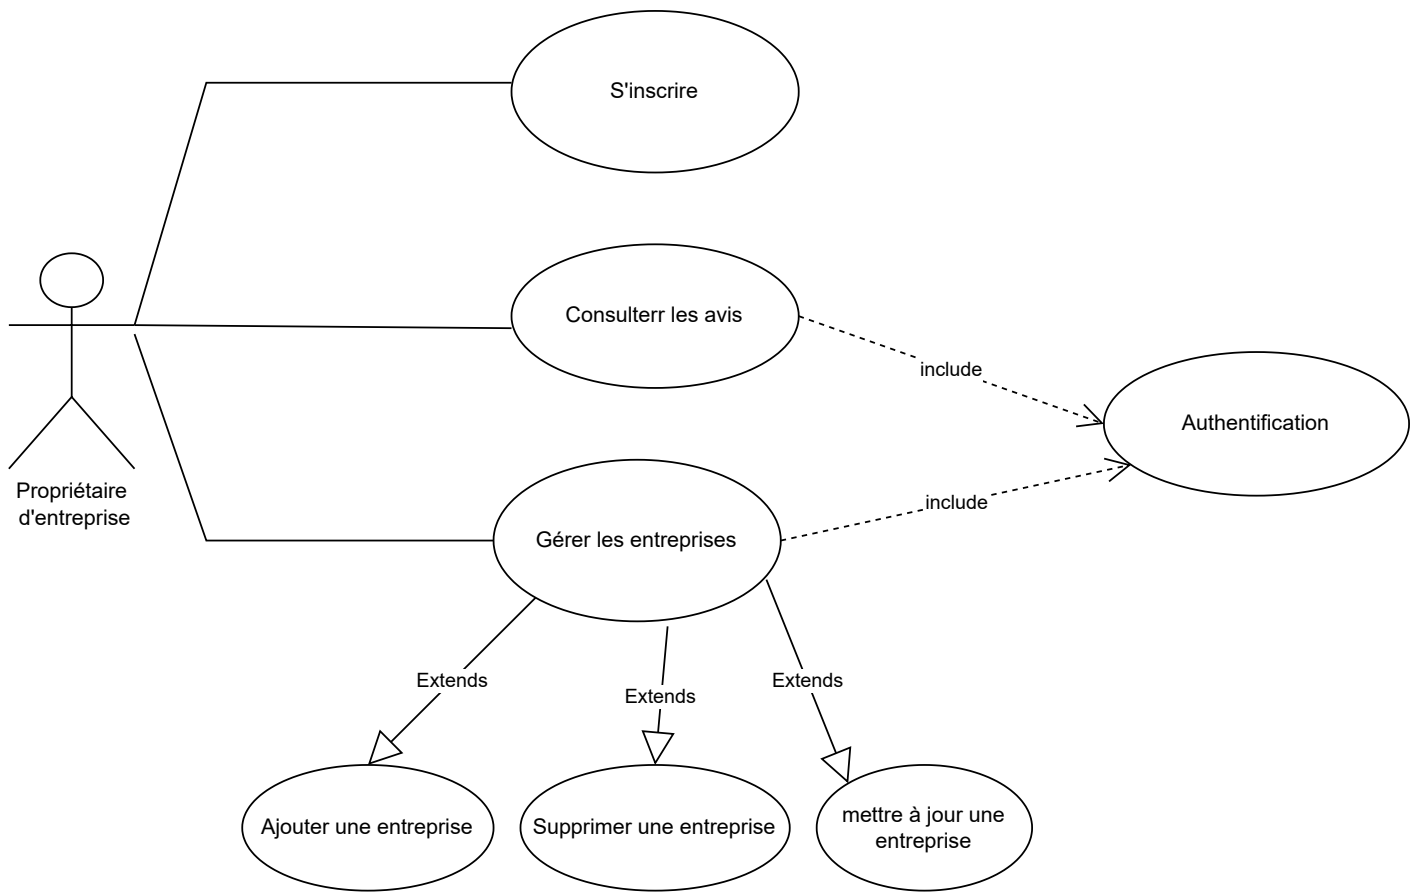 S'inscrire
Consulterr les avis
include
Authentification
Propriétaire
d'entreprise
include
Gérer les entreprises
Extends
Extends
Extends
Ajouter une entreprise
Supprimer une entreprise
mettre à jour une
entreprise